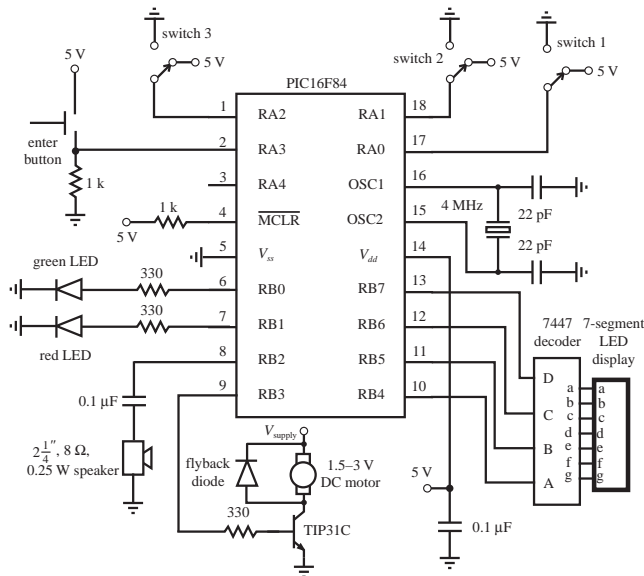 switch 3
5 V
5 V
switch 2
5 V
switch 1
5 V
PIC16F84
enter
button
1 k
1 k
5 V
1
RA2
2
RA3
3
RA4
4
MCLR
5
Vss
6
RB0
7
RB1
8
RB2
9
RB3
18
RA1
17
RA0
16
OSC1
15
OSC2
14
Vdd
13
RB7
12
RB6
11
RB5
10
RB4
4 MHz
22 pF
22 pF
green LED
330
330
red LED
0.1 µF
2 1/4", 8 Ω,
0.25 W speaker
Vsupply
flyback
diode
1.5–3 V
DC motor
330
TIP31C
5 V
0.1 µF
7447
decoder
7-segment
LED
display
D
C
B
A
a
b
c
d
e
f
g
a
b
c
d
e
f
g